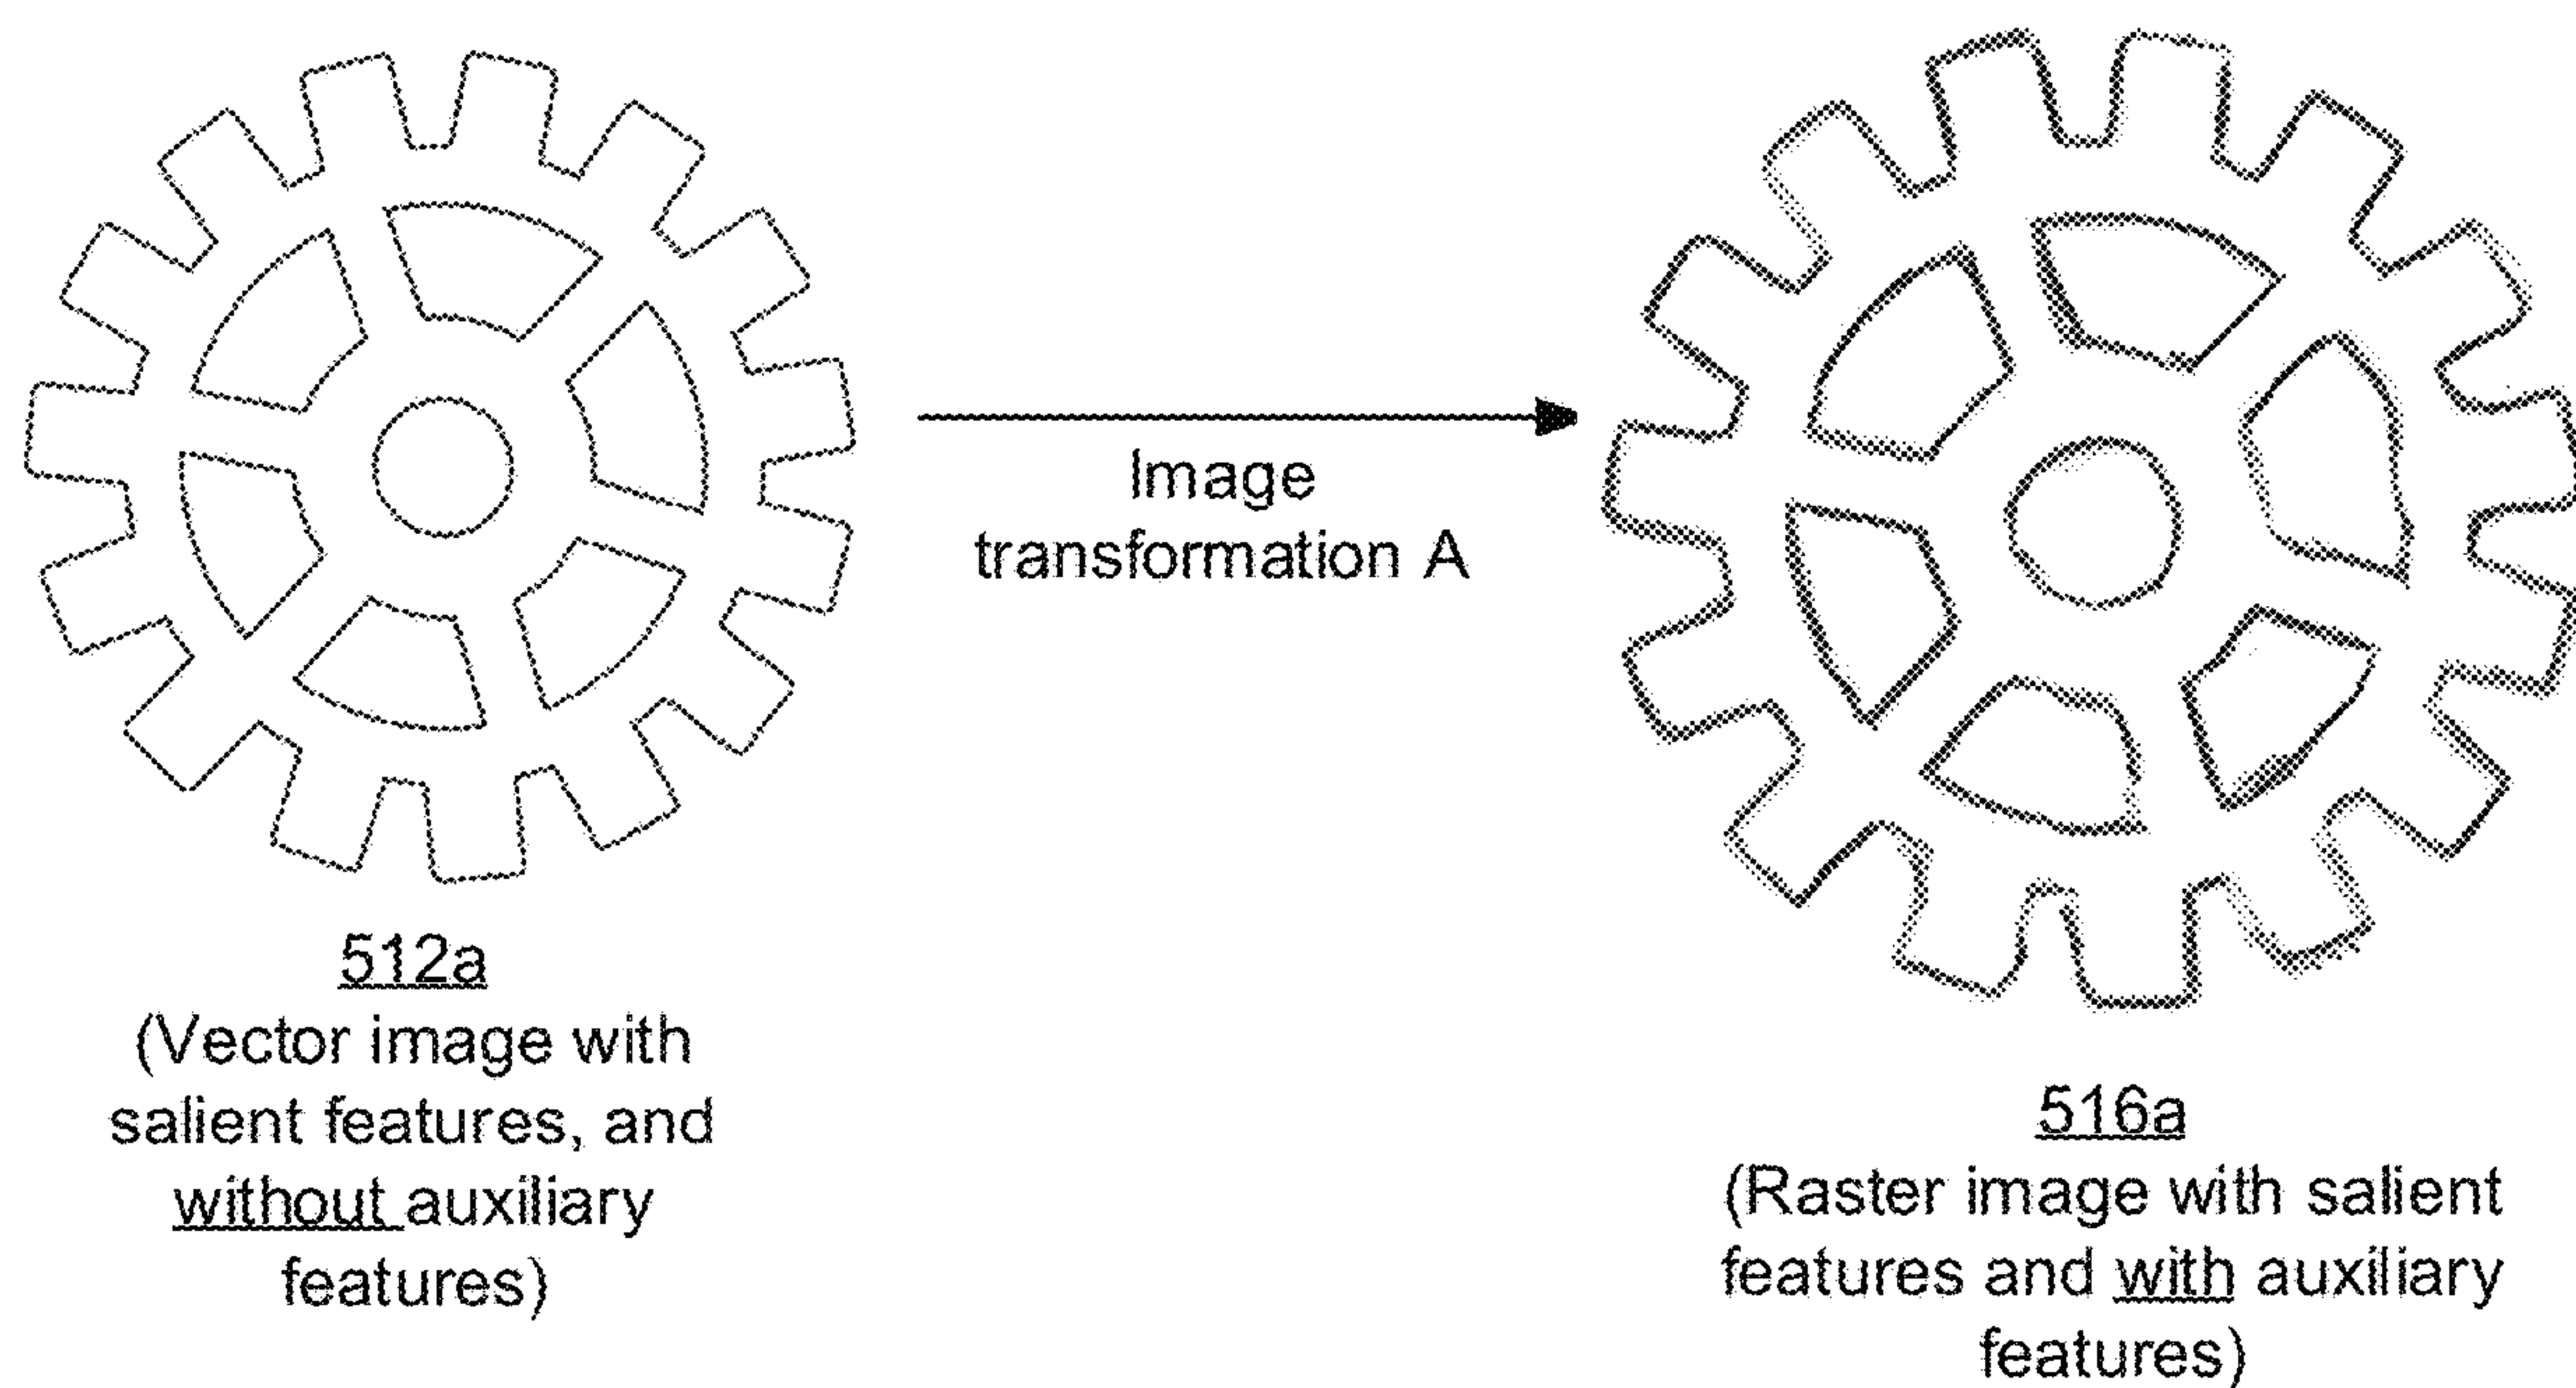 Image
transformation A
512a
(Vector image with
salient features, and
without auxiliary
features)
516a
(Raster image with salient
features and with auxiliary
features)